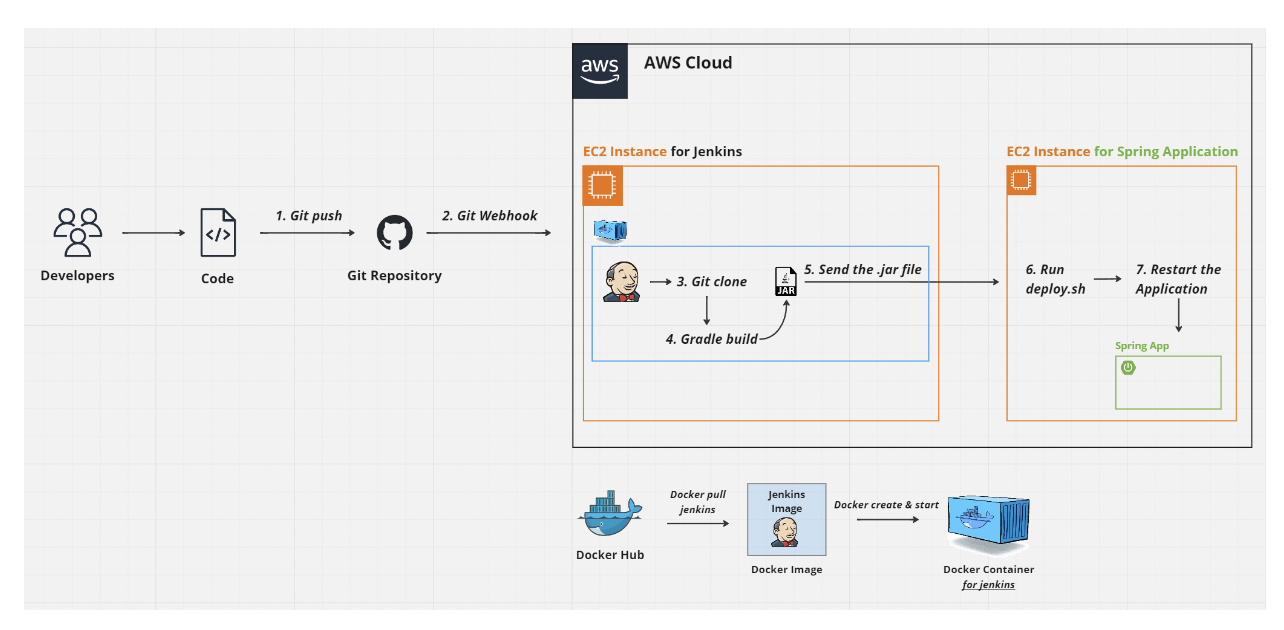 aws
AWS Cloud
EC2 Instance for Jenkins
EC2 Instance for Spring Application
1. Git push
2. Git Webhook
</>
Developers
Code
Git Repository
3. Git clone
JAR
5. Send the .jar file
4. Gradle build
6. Run
deploy.sh
7. Restart the
Application
Spring App
Docker Hub
Docker pull
jenkins
Jenkins
Image
Docker Image
Docker create & start
Docker Container
for jenkins